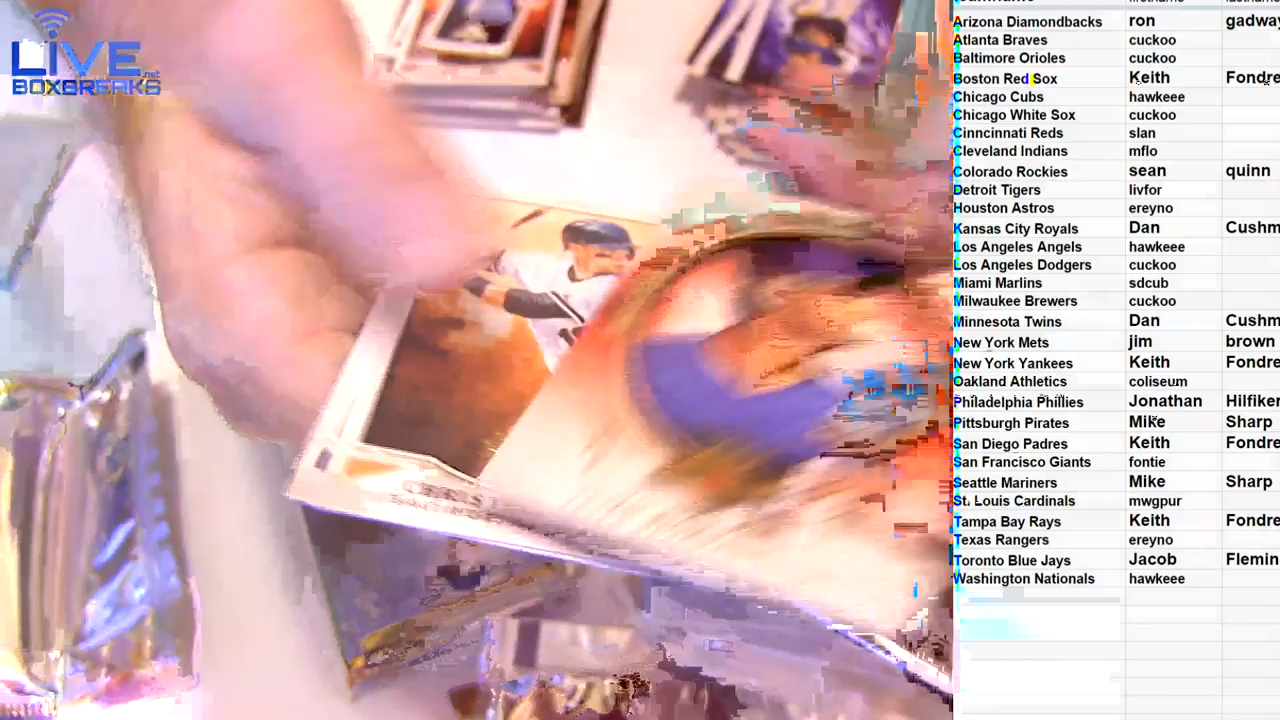 LiVE.net
BOXBREAKS
Arizona Diamondbacks ron gadway
Atlanta Braves cuckoo
Baltimore Orioles cuckoo
Boston Red Sox Keith Fondre
Chicago Cubs hawkeee
Chicago White Sox cuckoo
Cinncinnati Reds slan
Cleveland Indians mflo
Colorado Rockies sean quinn
Detroit Tigers livfor
Houston Astros ereyno
Kansas City Royals Dan Cushm
Los Angeles Angels hawkeee
Los Angeles Dodgers cuckoo
Miami Marlins sdcub
Milwaukee Brewers cuckoo
Minnesota Twins Dan Cushm
New York Mets jim brown
New York Yankees Keith Fondre
Oakland Athletics coliseum
Philadelphia Phillies Jonathan Hilfiker
Pittsburgh Pirates Mike Sharp
San Diego Padres Keith Fondre
San Francisco Giants fontie
Seattle Mariners Mike Sharp
St. Louis Cardinals mwgpur
Tampa Bay Rays Keith Fondre
Texas Rangers ereyno
Toronto Blue Jays Jacob Flemin
Washington Nationals hawkeee